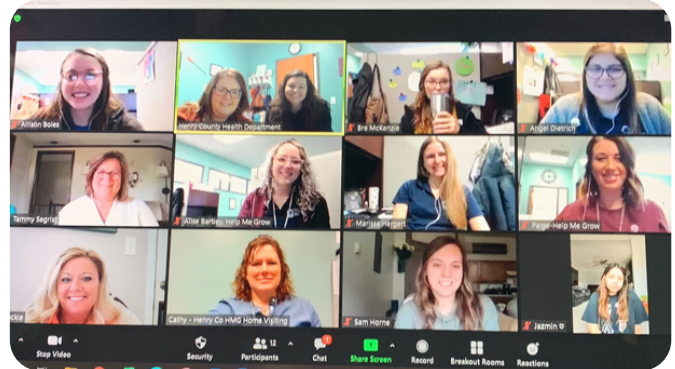 Allison Boles
Henry County Health Department
Bre McKenzie
Angel Dietrich
Tammy Segrist
Alise Bartley, Help Me Grow
Marissa Hergert
Paige-Help Me Grow
ckie
Cathy - Henry Co HMG Home Visiting
Sam Horne
Jazmin
Stop Video
Security
Participants
12
Chat
1
Share Screen
Record
Breakout Rooms
Reactions